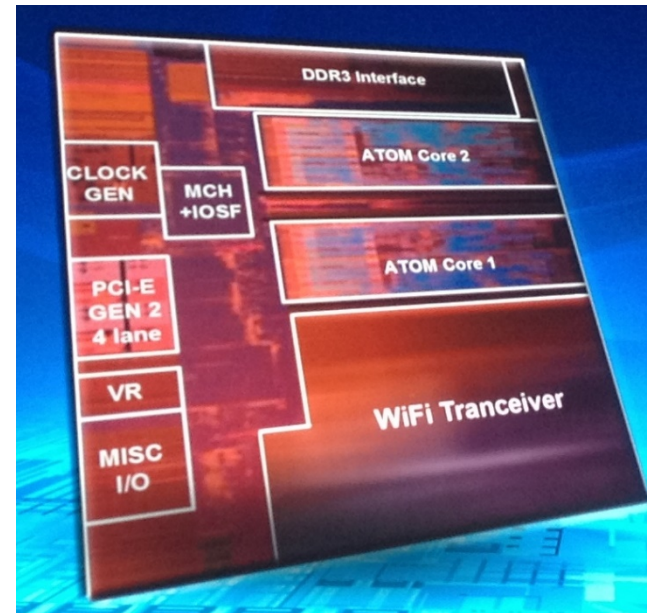 DDR3 Interface
ATOM Core 2
CLOCK
GEN
MCH
+IOSF
ATOM Core 1
PCI-E
GEN 2
4 lane
VR
WiFi Tranceiver
MISC
I/O